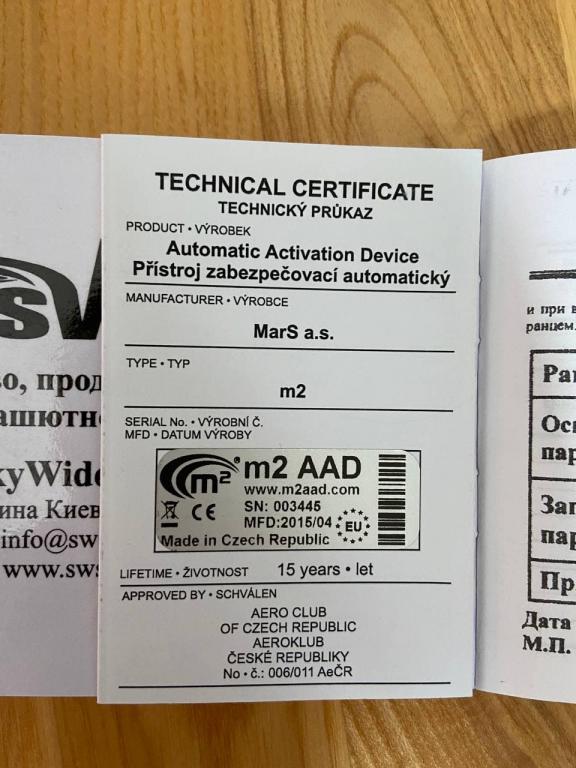 TECHNICAL CERTIFICATE
TECHNICKÝ PRŮKAZ
PRODUCT • VÝROBEK
Automatic Activation Device
Přístroj zabezpečovací automatický
MANUFACTURER • VÝROBCE
MarS a.s.
TYPE • TYP
m2
SERIAL No. • VÝROBNÍ Č.
MFD • DATUM VÝROBY
m² ® m2 AAD
www.m2aad.com
CE SN: 003445
MFD:2015/04 EU
Made in Czech Republic
LIFETIME • ŽIVOTNOST 15 years • let
APPROVED BY • SCHVÁLEN
AERO CLUB
OF CZECH REPUBLIC
AEROKLUB
ČESKÉ REPUBLIKY
No • č.: 006/011 AeČR
info@sw
www.sws
и при
ранцем.
пар
пар
Дата
М.П.